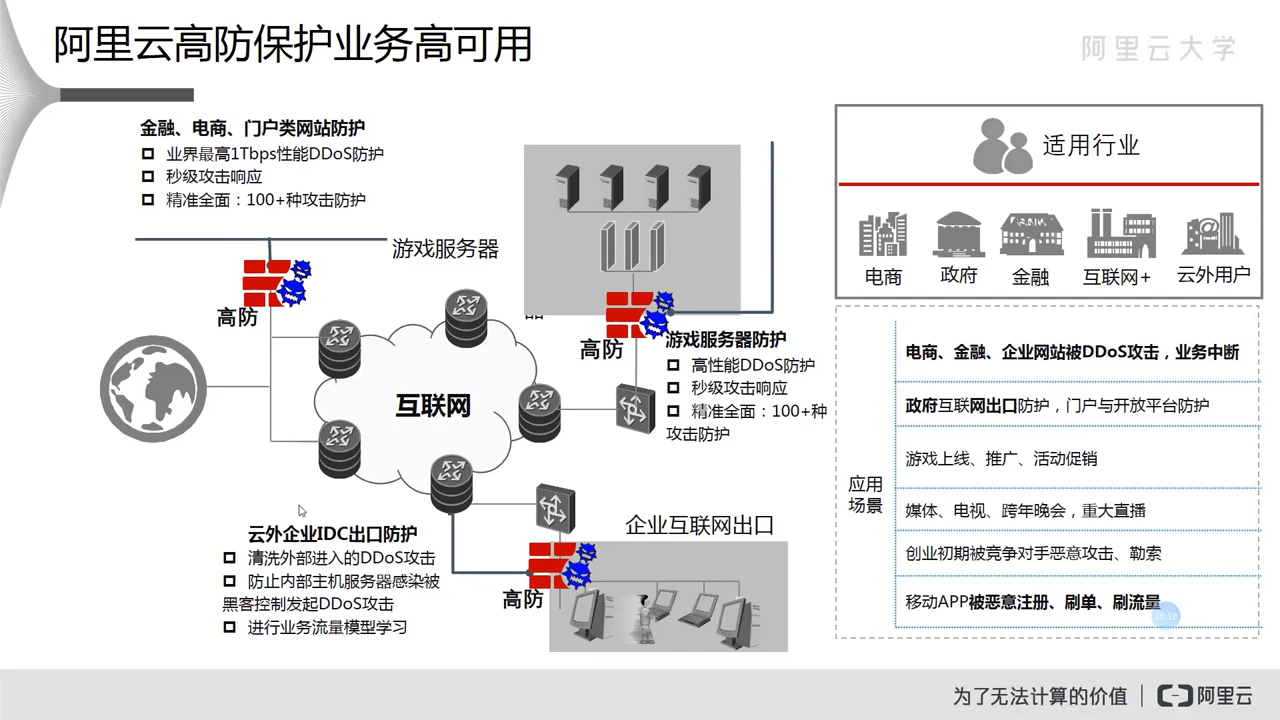 阿里云高防保护业务高可用
阿里云大学
金融、电商、门户类网站防护
业界最高1Tbps性能DDoS防护
秒级攻击响应
精准全面：100+种攻击防护
游戏服务器
高防
互联网
高防
游戏服务器防护
高性能DDoS防护
秒级攻击响应
精准全面：100+种
攻击防护
云外企业IDC出口防护
清洗外部进入的DDoS攻击
防止内部主机服务器感染被
黑客控制发起DDoS攻击
进行业务流量模型学习
企业互联网出口
高防
适用行业
电商
政府
金融
互联网+
云外用户
应用
场景
电商、金融、企业网站被DDoS攻击，业务中断
政府互联网出口防护，门户与开放平台防护
游戏上线、推广、活动促销
媒体、电视、跨年晚会，重大直播
创业初期被竞争对手恶意攻击、勒索
移动APP被恶意注册、刷单、刷流量
为了无法计算的价值
阿里云